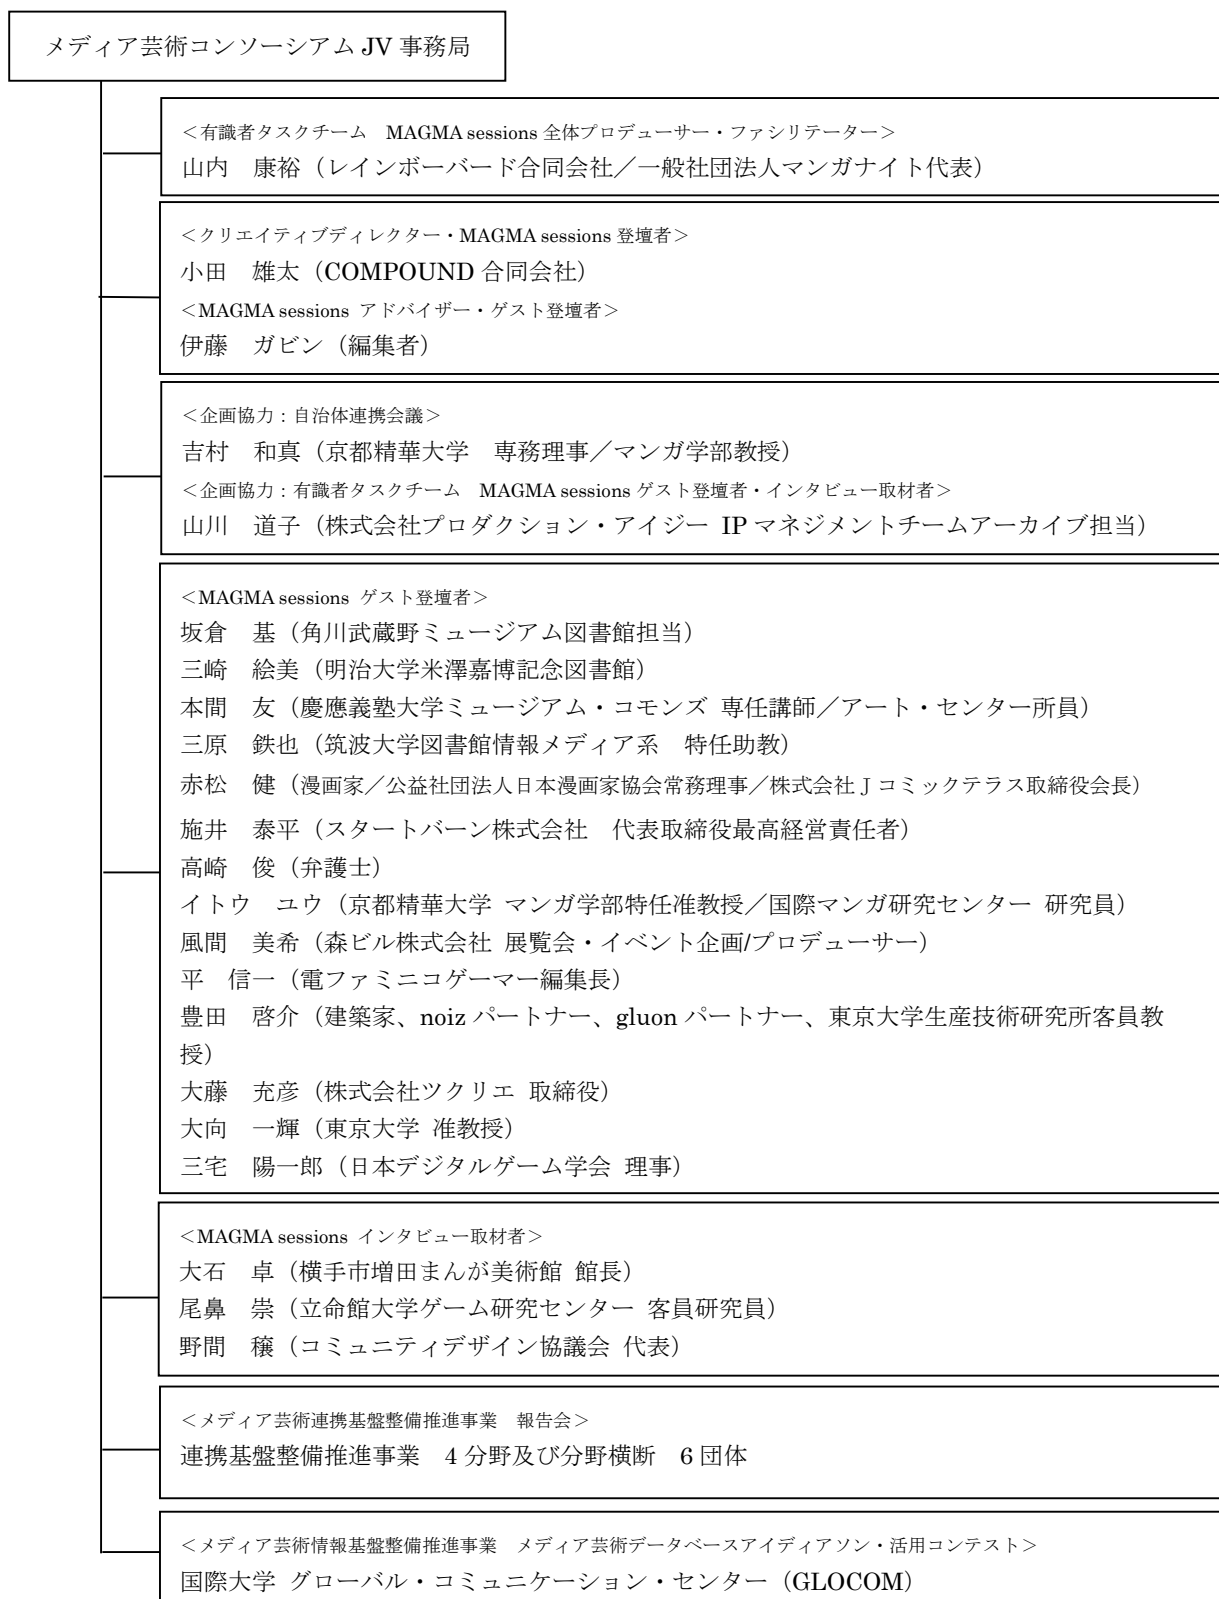 メディア芸術コンソーシアム JV 事務局
＜有識者タスクチーム　MAGMA sessions 全体プロデューサー・ファシリテーター＞
山内　康裕（レインボーバード合同会社／一般社団法人マンガナイト代表）
＜クリエイティブディレクター・MAGMA sessions 登壇者＞
小田　雄太（COMPOUND 合同会社）
＜MAGMA sessions アドバイザー・ゲスト登壇者＞
伊藤　ガビン（編集者）
＜企画協力：自治体連携会議＞
吉村　和真（京都精華大学　専務理事／マンガ学部教授）
＜企画協力：有識者タスクチーム　MAGMA sessions ゲスト登壇者・インタビュー取材者＞
山川　道子（株式会社プロダクション・アイジー IP マネジメントチームアーカイブ担当）
＜MAGMA sessions ゲスト登壇者＞
坂倉　基（角川武蔵野ミュージアム図書館担当）
三崎　絵美（明治大学米澤嘉博記念図書館）
本間　友（慶應義塾大学ミュージアム・コモンズ 専任講師／アート・センター所員）
三原　鉄也（筑波大学図書館情報メディア系　特任助教）
赤松　健（漫画家／公益社団法人日本漫画家協会常務理事／株式会社Ｊコミックテラス取締役会長）
施井　泰平（スタートバーン株式会社　代表取締役最高経営責任者）
高崎　俊（弁護士）
イトウ　ユウ（京都精華大学 マンガ学部特任准教授／国際マンガ研究センター 研究員）
風間　美希（森ビル株式会社 展覧会・イベント企画/プロデューサー）
平　信一（電ファミニコゲーマー編集長）
豊田　啓介（建築家、noiz パートナー、gluon パートナー、東京大学生産技術研究所客員教
授）
大藤　充彦（株式会社ツクリエ 取締役）
大向　一輝（東京大学 准教授）
三宅　陽一郎（日本デジタルゲーム学会 理事）
＜MAGMA sessions インタビュー取材者＞
大石　卓（横手市増田まんが美術館 館長）
尾鼻　崇（立命館大学ゲーム研究センター 客員研究員）
野間　穣（コミュニティデザイン協議会 代表）
＜メディア芸術連携基盤整備推進事業　報告会＞
連携基盤整備推進事業　4 分野及び分野横断　6 団体
＜メディア芸術情報基盤整備推進事業　メディア芸術データベースアイディアソン・活用コンテスト＞
国際大学 グローバル・コミュニケーション・センター（GLOCOM）